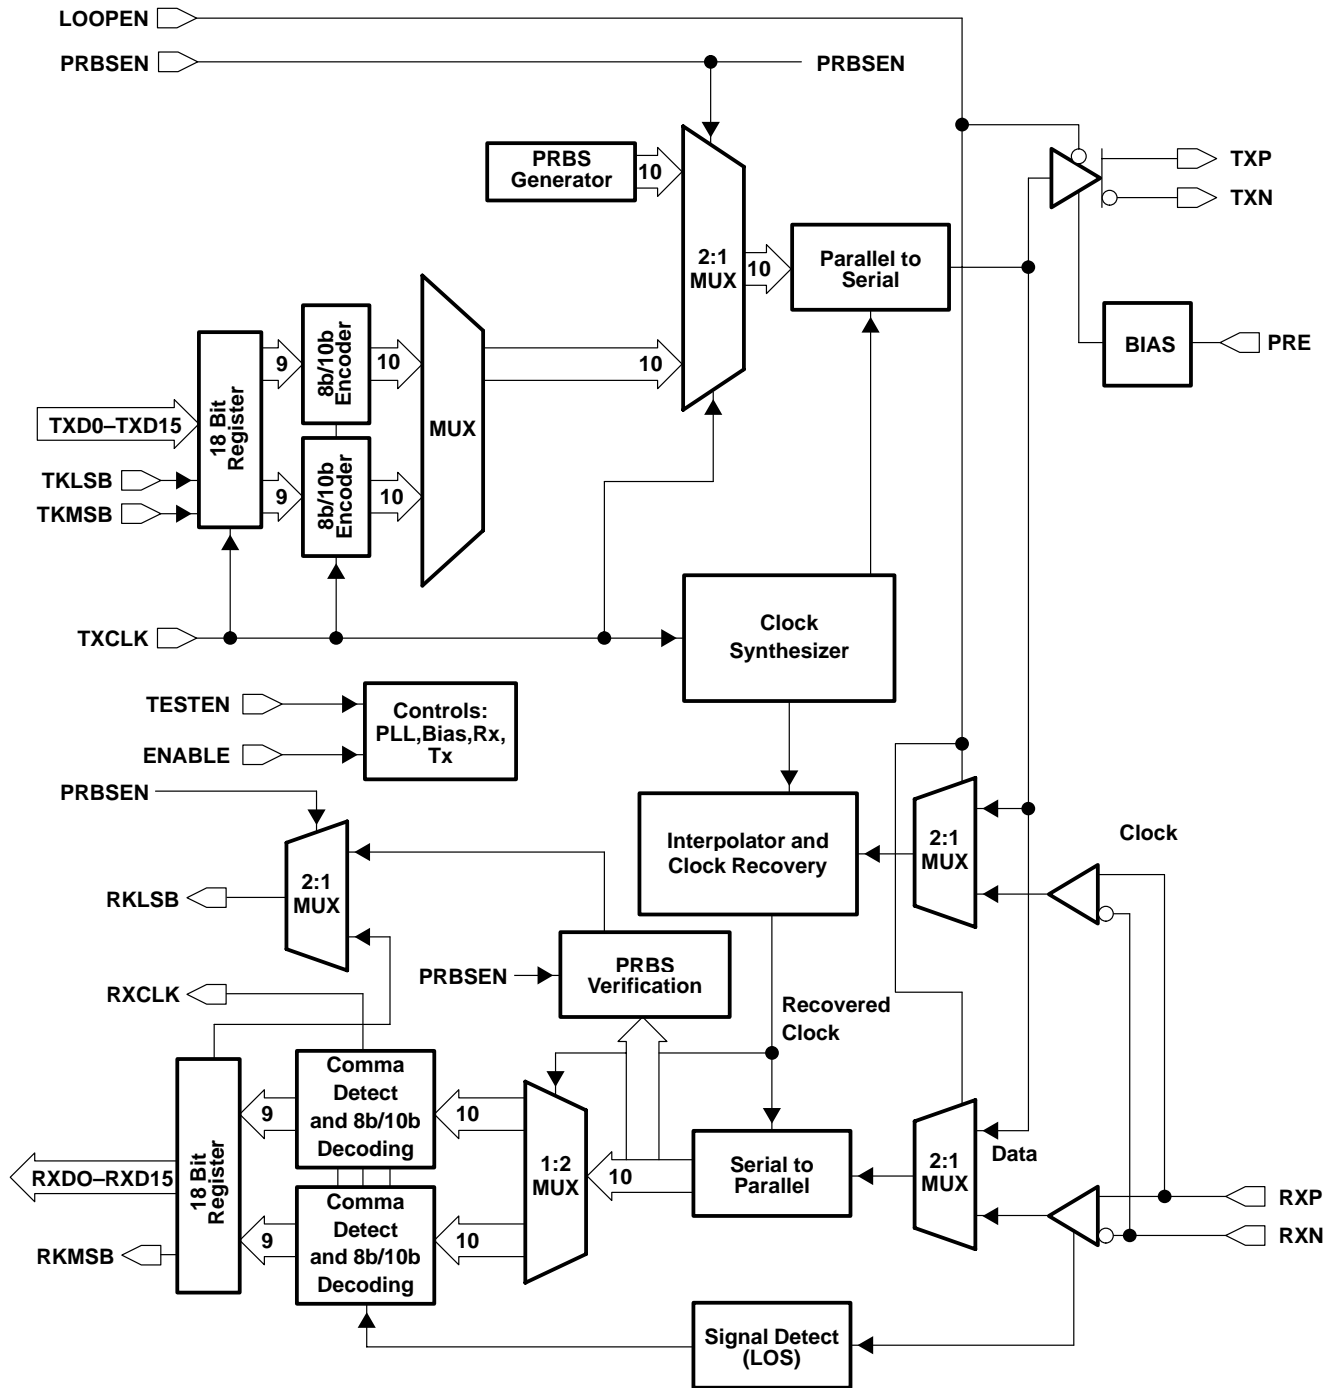 LOOPEN
PRBSEN
PRBSEN
PRBS
Generator
10
TXP
TXN
2:1
MUX
10
Parallel to
Serial
BIAS
PRE
18 Bit
Register
9
8b/10b
Encoder
10
MUX
10
TXD0–TXD15
TKLSB
TKMSB
9
8b/10b
Encoder
10
TXCLK
Clock
Synthesizer
TESTEN
ENABLE
Controls:
PLL,Bias,Rx,
Tx
PRBSEN
2:1
MUX
RKLSB
Interpolator and
Clock Recovery
2:1
MUX
Clock
PRBSEN
PRBS
Verification
RXCLK
Recovered
Clock
Comma
Detect
and 8b/10b
Decoding
9
10
18 Bit
Register
RXDO–RXD15
RKMSB
1:2
MUX
10
Serial to
Parallel
2:1
MUX
Data
RXP
RXN
Comma
Detect
and 8b/10b
Decoding
9
10
Signal Detect
(LOS)